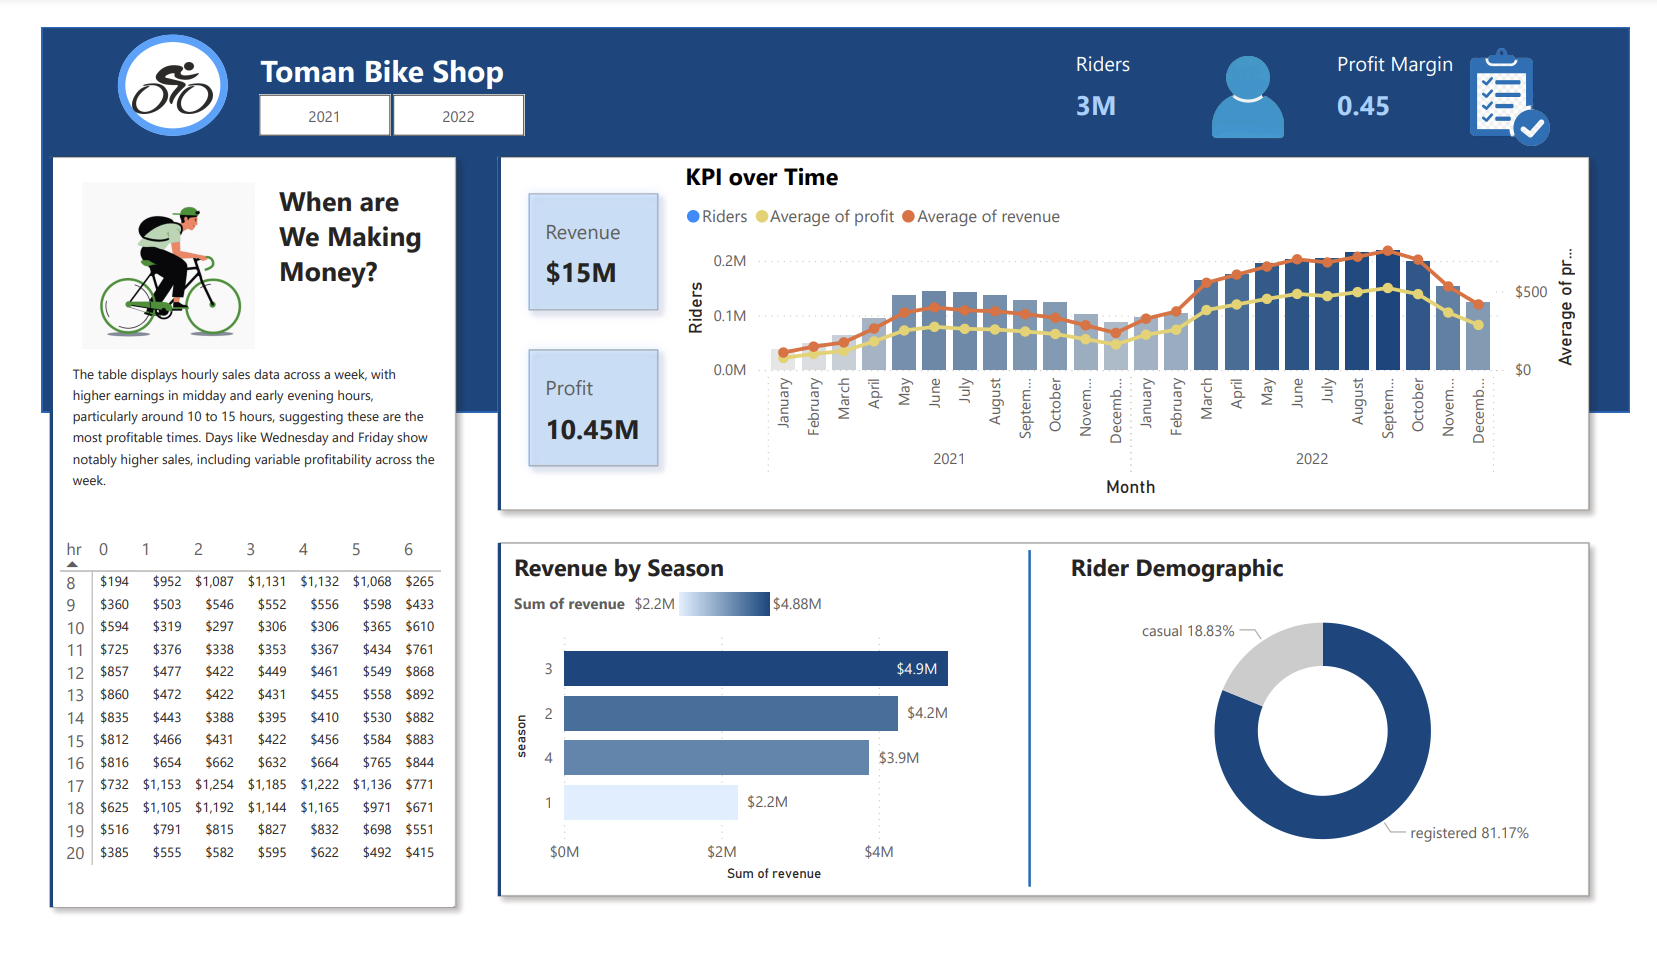 Toman Bike Shop
2021 2022
Riders
3M
Profit Margin
0.45
When are
We Making
Money?
The table displays hourly sales data across a week, with
higher earnings in midday and early evening hours,
particularly around 10 to 15 hours, suggesting these are the
most profitable times. Days like Wednesday and Friday show
notably higher sales, including variable profitability across the
week.
hr 0 1 2 3 4 5 6
8 $194 $952 $1,087 $1,131 $1,132 $1,068 $265
9 $360 $503 $546 $552 $556 $598 $433
10 $594 $319 $297 $306 $306 $365 $610
11 $725 $376 $338 $353 $367 $434 $761
12 $857 $477 $422 $449 $461 $549 $868
13 $860 $472 $422 $431 $455 $558 $892
14 $835 $443 $388 $395 $410 $530 $882
15 $812 $466 $431 $422 $456 $584 $883
16 $816 $654 $662 $632 $664 $765 $844
17 $732 $1,153 $1,254 $1,185 $1,222 $1,136 $771
18 $625 $1,105 $1,192 $1,144 $1,165 $971 $671
19 $516 $791 $815 $827 $832 $698 $551
20 $385 $555 $582 $595 $622 $492 $415
Revenue
$15M
Profit
10.45M
KPI over Time
Riders Average of profit Average of revenue
Riders
0.2M
0.1M
0.0M
$500
$0
Average of pr...
January February March April May June July August Septem... October Novem... Decemb... January February March April May June July August Septem... October Novem... Decemb...
2021 2022
Month
Revenue by Season
Sum of revenue $2.2M $4.88M
season
3 $4.9M
2 $4.2M
4 $3.9M
1 $2.2M
$0M $2M $4M
Sum of revenue
Rider Demographic
casual 18.83%
registered 81.17%